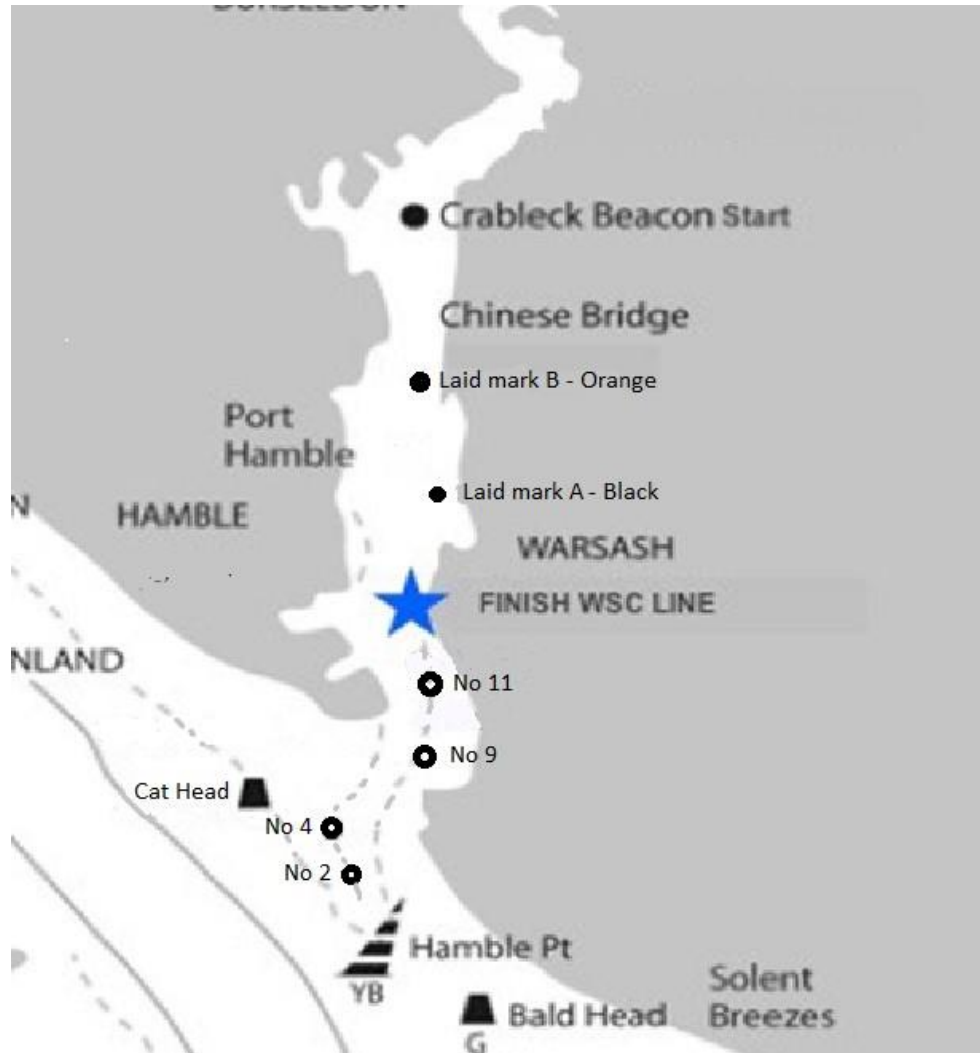 Crableck Beacon Start
Chinese Bridge
Laid mark B - Orange
Port
Hamble
Laid mark A - Black
HAMBLE
WARSASH
FINISH WSC LINE
NLAND
No 11
No 9
Cat Head
No 4
No 2
Hamble Pt
YB
Solent
Breezes
Bald Head
G